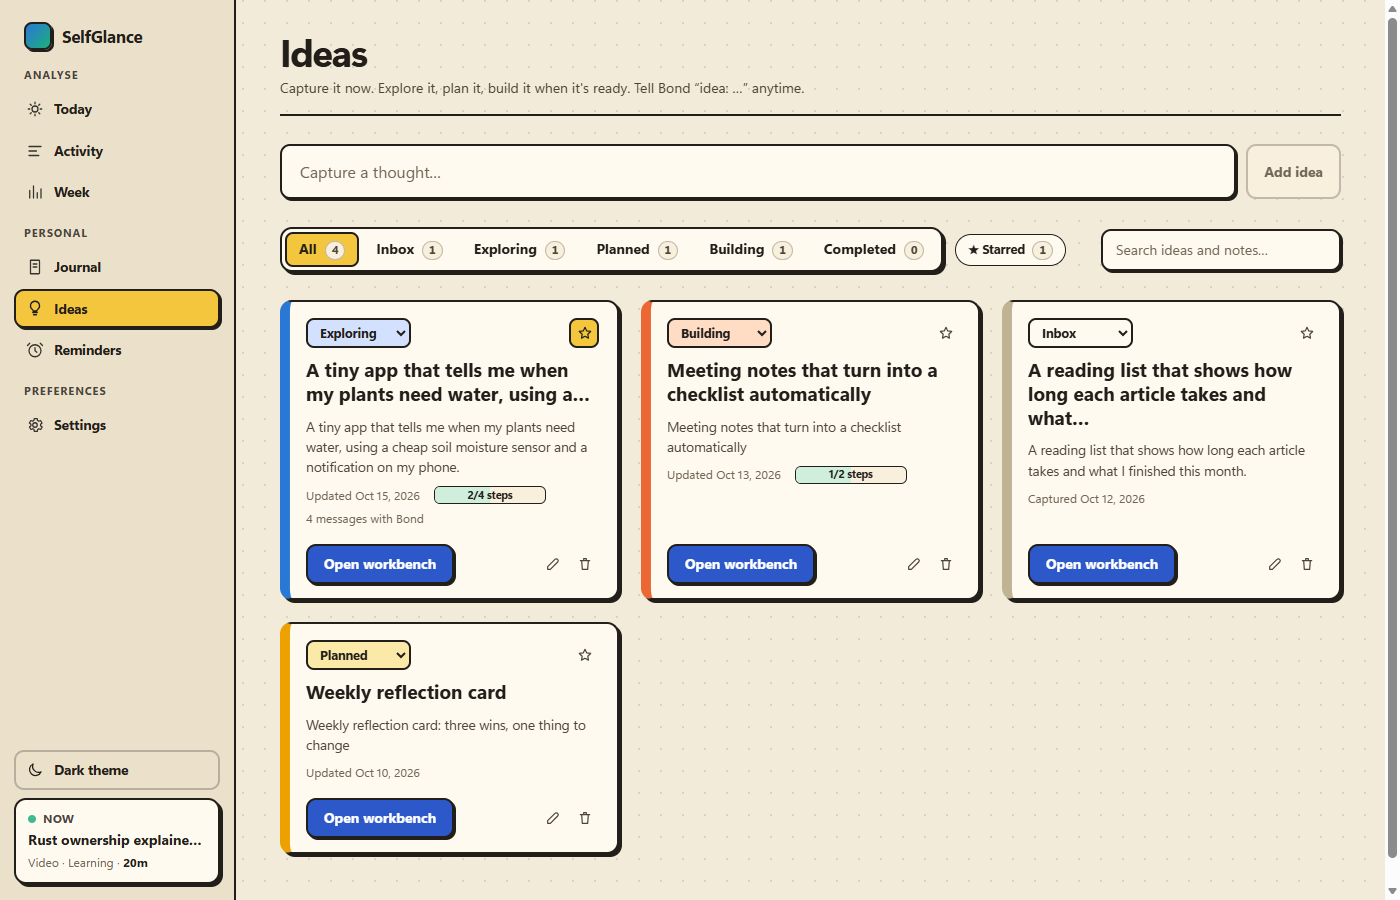 SelfGlance
ANALYSE
Today
Activity
Week
PERSONAL
Journal
Ideas
Reminders
PREFERENCES
Settings
Dark theme
NOW
Rust ownership explaine...
Video · Learning · 20m
Ideas
Capture it now. Explore it, plan it, build it when it's ready. Tell Bond “idea: ...” anytime.
Capture a thought...
Add idea
All 4
Inbox 1
Exploring 1
Planned 1
Building 1
Completed 0
★ Starred 1
Search ideas and notes...
Exploring
A tiny app that tells me when
my plants need water, using a...
A tiny app that tells me when my plants need
water, using a cheap soil moisture sensor and a
notification on my phone.
Updated Oct 15, 2026
2/4 steps
4 messages with Bond
Open workbench
Building
Meeting notes that turn into a
checklist automatically
Meeting notes that turn into a checklist
automatically
Updated Oct 13, 2026
1/2 steps
Open workbench
Inbox
A reading list that shows how
long each article takes and
what...
A reading list that shows how long each article
takes and what I finished this month.
Captured Oct 12, 2026
Open workbench
Planned
Weekly reflection card
Weekly reflection card: three wins, one thing to
change
Updated Oct 10, 2026
Open workbench